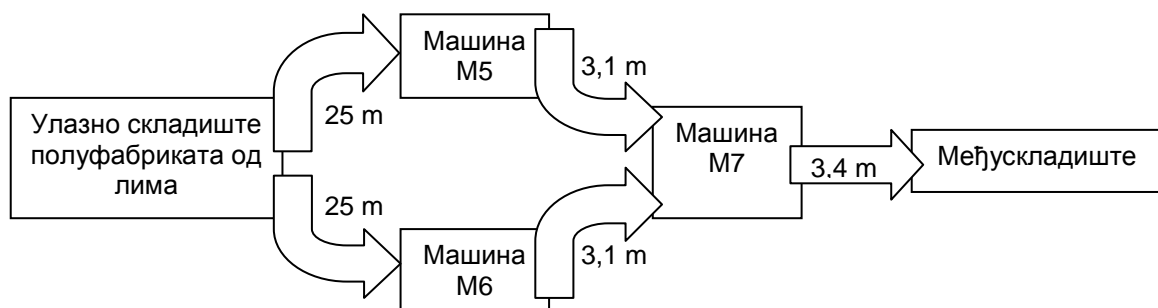 Машина
М5
3,1 m
25 m
Улазно складиште
полуфабриката од
лима
Машина
М7
3,4 m
Међускладиште
25 m
Машина
М6
3,1 m